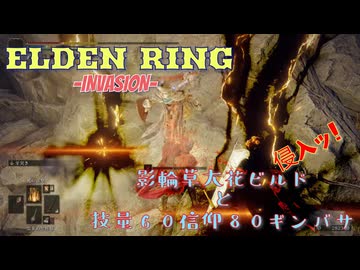 ELDEN RING
-INVASION-
侵入ッ!
影輪草大花ビルド
と
技量60信仰80ギンバサ